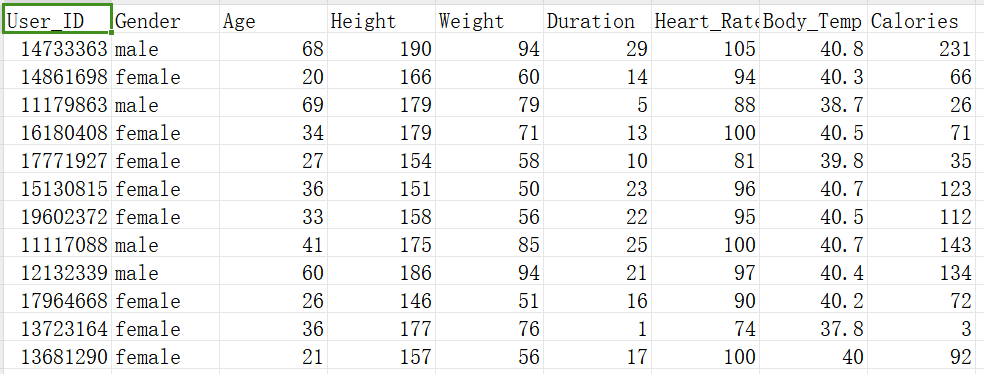 User_ID Gender Age Height Weight Duration Heart_Rate Body_Temp Calories
14733363 male 68 190 94 29 105 40.8 231
14861698 female 20 166 60 14 94 40.3 66
11179863 male 69 179 79 5 88 38.7 26
16180408 female 34 179 71 13 100 40.5 71
17771927 female 27 154 58 10 81 39.8 35
15130815 female 36 151 50 23 96 40.7 123
19602372 female 33 158 56 22 95 40.5 112
11117088 male 41 175 85 25 100 40.7 143
12132339 male 60 186 94 21 97 40.4 134
17964668 female 26 146 51 16 90 40.2 72
13723164 female 36 177 76 1 74 37.8 3
13681290 female 21 157 56 17 100 40 92